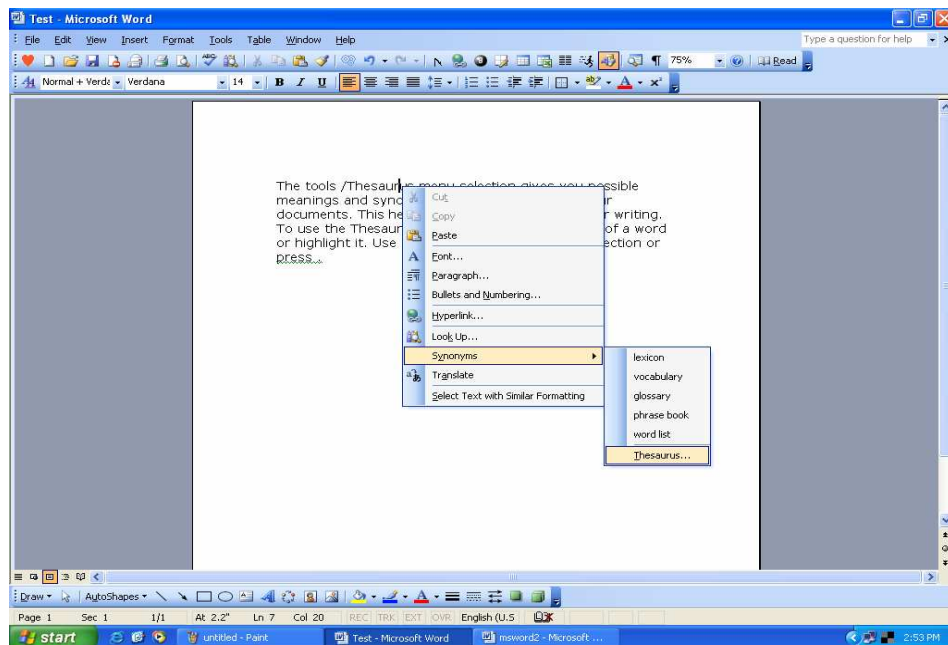 Test - Microsoft Word
File Edit View Insert Format Tools Table Window Help Type a question for help
75% Read
Normal + Verda Verdana 14 B I U
The tools /Thesaurus menu selection gives you possible
meanings and sync
documents. This he r writing.
To use the Thesaur of a word
or highlight it. Use ection or
press .
Cut
Copy
Paste
Font...
Paragraph...
Bullets and Numbering...
Hyperlink...
Look Up...
Synonyms
Translate
Select Text with Similar Formatting
lexicon
vocabulary
glossary
phrase book
word list
Thesaurus...
Draw AutoShapes
Page 1 Sec 1 1/1 At 2.2" Ln 7 Col 20 REC TRK EXT OVR English (U.S
start untitled - Paint Test - Microsoft Word msword2 - Microsoft ... 2:53 PM